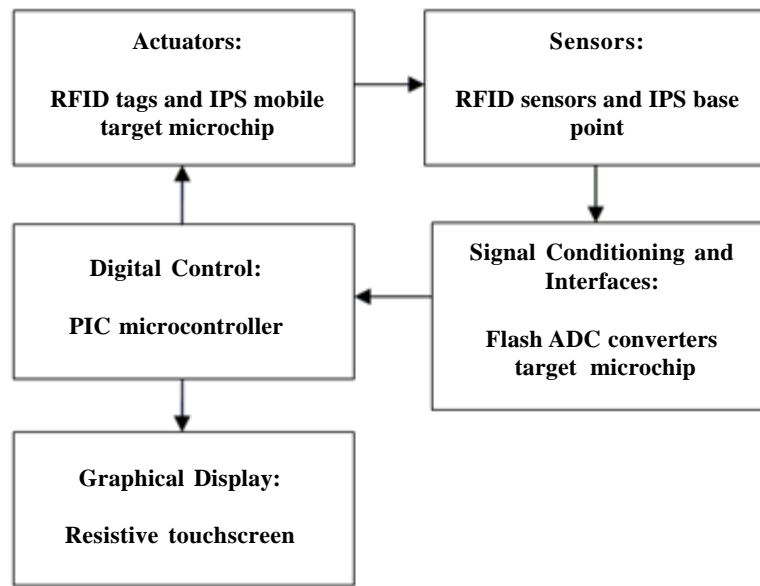 Actuators:
RFID tags and IPS mobile
target microchip
Sensors:
RFID sensors and IPS base
point
Digital Control:
PIC microcontroller
Signal Conditioning and
Interfaces:
Flash ADC converters
target microchip
Graphical Display:
Resistive touchscreen